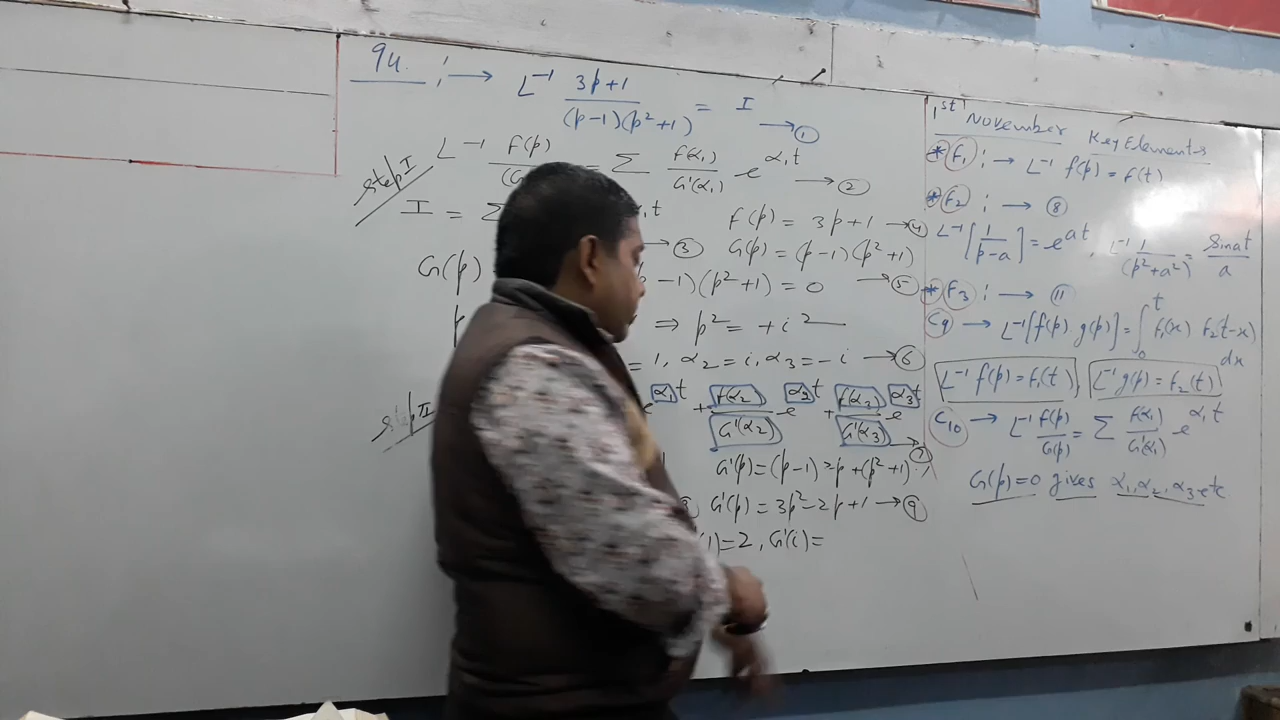 94. : → L⁻¹ 3p+1 / (p-1)(p²+1) = I → ①
Step I
L⁻¹ f(p) / (G = Σ f(α₁) / G'(α₁) e^α₁t → ②
I = Σ α₁t → ③
f(p) = 3p+1 → ④
G(p) = (p-1)(p²+1) → ⑤
G(p) p-1)(p²+1) = 0
⇒ p² = +i²
= 1, α₂ = i, α₃ = -i → ⑥
Step II
e^α₁t + f(α₂) / G'(α₂) e^α₂t + f(α₃) / G'(α₃) e^α₃t → ⑦
G'(p) = (p-1) 2p + (p²+1).1
G'(p) = 3p²-2p+1 → ⑨
(1) = 2, G'(i) =
1st November Key Elements
*F₁ : → L⁻¹ f(p) = F(t)
*F₂ : → ⑧
L⁻¹[1 / p-a] = e^at, L⁻¹ 1 / (p²+a²) = Sinat / a
*F₃ : → ⑪
C₉ → L⁻¹[f(p) g(p)] = ∫₀ᵗ F₁(x) F₂(t-x) dx
L⁻¹ f(p) = F₁(t) L⁻¹ g(p) = F₂(t)
C₁₀ → L⁻¹ f(p) / G(p) = Σ f(α₁) / G'(α₁) e^α₁t
G(p)=0 gives α₁, α₂, α₃ etc.